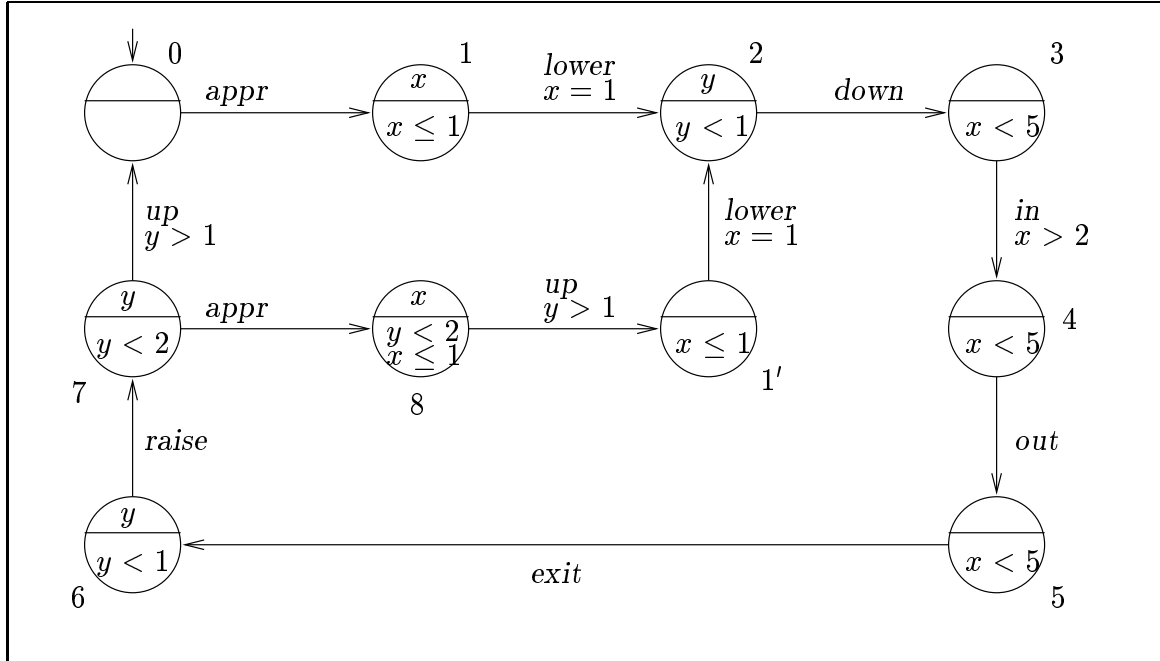 0
1
2
3
appr
x
x ≤ 1
lower
x = 1
y
y < 1
down
x < 5
up
y > 1
lower
x = 1
in
x > 2
y
y < 2
7
appr
x
y < 2
x ≤ 1
8
up
y > 1
x ≤ 1
1′
x < 5
4
raise
out
y
y < 1
6
exit
x < 5
5